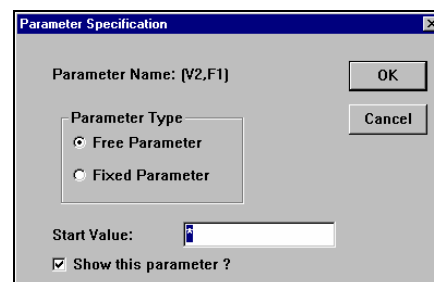 Parameter Specification
Parameter Name: (V2,F1)
OK
Parameter Type
Cancel
Free Parameter
Fixed Parameter
Start Value: *
Show this parameter ?